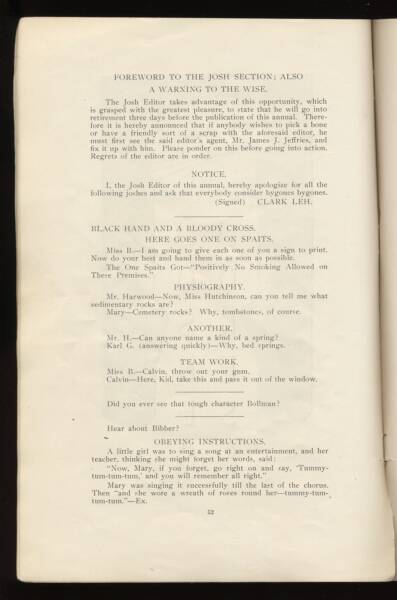 FOREWORD TO THE JOSH SECTION; ALSO
A WARNING TO THE WISE.
The Josh Editor takes advantage of this opportunity, which
is grasped with the greatest pleasure, to state that he will go into
retirement three days before the publication of this annual. There-
fore it is hereby announced that if anybody wishes to pick a bone
or have a friendly sort of a scrap with the aforesaid editor, he
must first see the said editor's agent, Mr. James J. Jeffries, and
fix it up with him. Please ponder on this before going into action.
Regrets of the editor are in order.
NOTICE.
I, the Josh Editor of this annual, hereby apologize for all the
following joshes and ask that everybody consider bygones bygones.
(Signed) CLARK LEH.
BLACK HAND AND A BLOODY CROSS.
HERE GOES ONE ON SPAITS.
Miss B.—I am going to give each one of you a sign to print.
Now do your best and hand them in as soon as possible.
The One Spaits Got—"Positively No Smoking Allowed on
These Premises."
PHYSIOGRAPHY.
Mr. Harwood—Now, Miss Hutchinson, can you tell me what
sedimentary rocks are?
Mary—Cemetery rocks? Why, tombstones, of course.
ANOTHER.
Mr. H.—Can anyone name a kind of a spring?
Karl G. (answering quickly)—Why, bed springs.
TEAM WORK.
Miss B.—Calvin, throw out your gum.
Calvin—Here, Kid, take this and pass it out of the window.
Did you ever see that tough character Bollman?
Hear about Bibber?
OBEYING INSTRUCTIONS.
A little girl was to sing a song at an entertainment, and her
teacher, thinking she might forget her words, said:
"Now, Mary, if you forget, go right on and say, 'Tummy-
tum-tum-tum,' and you will remember all right."
Mary was singing it successfully till the last of the chorus.
Then "and she wore a wreath of roses round her—tummy-tum-
tum-tum."—Ex.
52